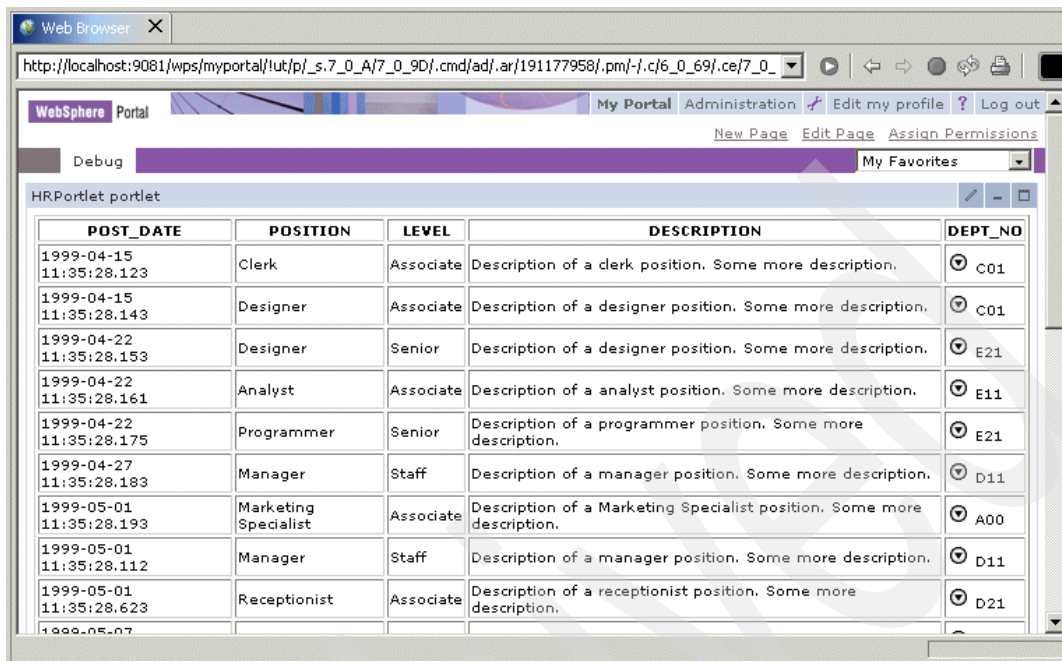 Web Browser X
http://localhost:9081/wps/myportal/!ut/p/_s.7_0_A/7_0_9D/.cmd/ad/.ar/191177958/.pm/-/.c/6_0_69/.ce/7_0_
WebSphere Portal
My Portal Administration Edit my profile ? Log out
New Page Edit Page Assign Permissions
Debug My Favorites
HRPortlet portlet
POST_DATE POSITION LEVEL DESCRIPTION DEPT_NO
1999-04-15
11:35:28.123 Clerk Associate Description of a clerk position. Some more description. C01
1999-04-15
11:35:28.143 Designer Associate Description of a designer position. Some more description. C01
1999-04-22
11:35:28.153 Designer Senior Description of a designer position. Some more description. E21
1999-04-22
11:35:28.161 Analyst Associate Description of a analyst position. Some more description. E11
1999-04-22
11:35:28.175 Programmer Senior Description of a programmer position. Some more
description. E21
1999-04-27
11:35:28.183 Manager Staff Description of a manager position. Some more description. D11
1999-05-01
11:35:28.193 Marketing
Specialist Associate Description of a Marketing Specialist position. Some more
description. A00
1999-05-01
11:35:28.112 Manager Staff Description of a manager position. Some more description. D11
1999-05-01
11:35:28.623 Receptionist Associate Description of a receptionist position. Some more
description. D21
1999-05-07